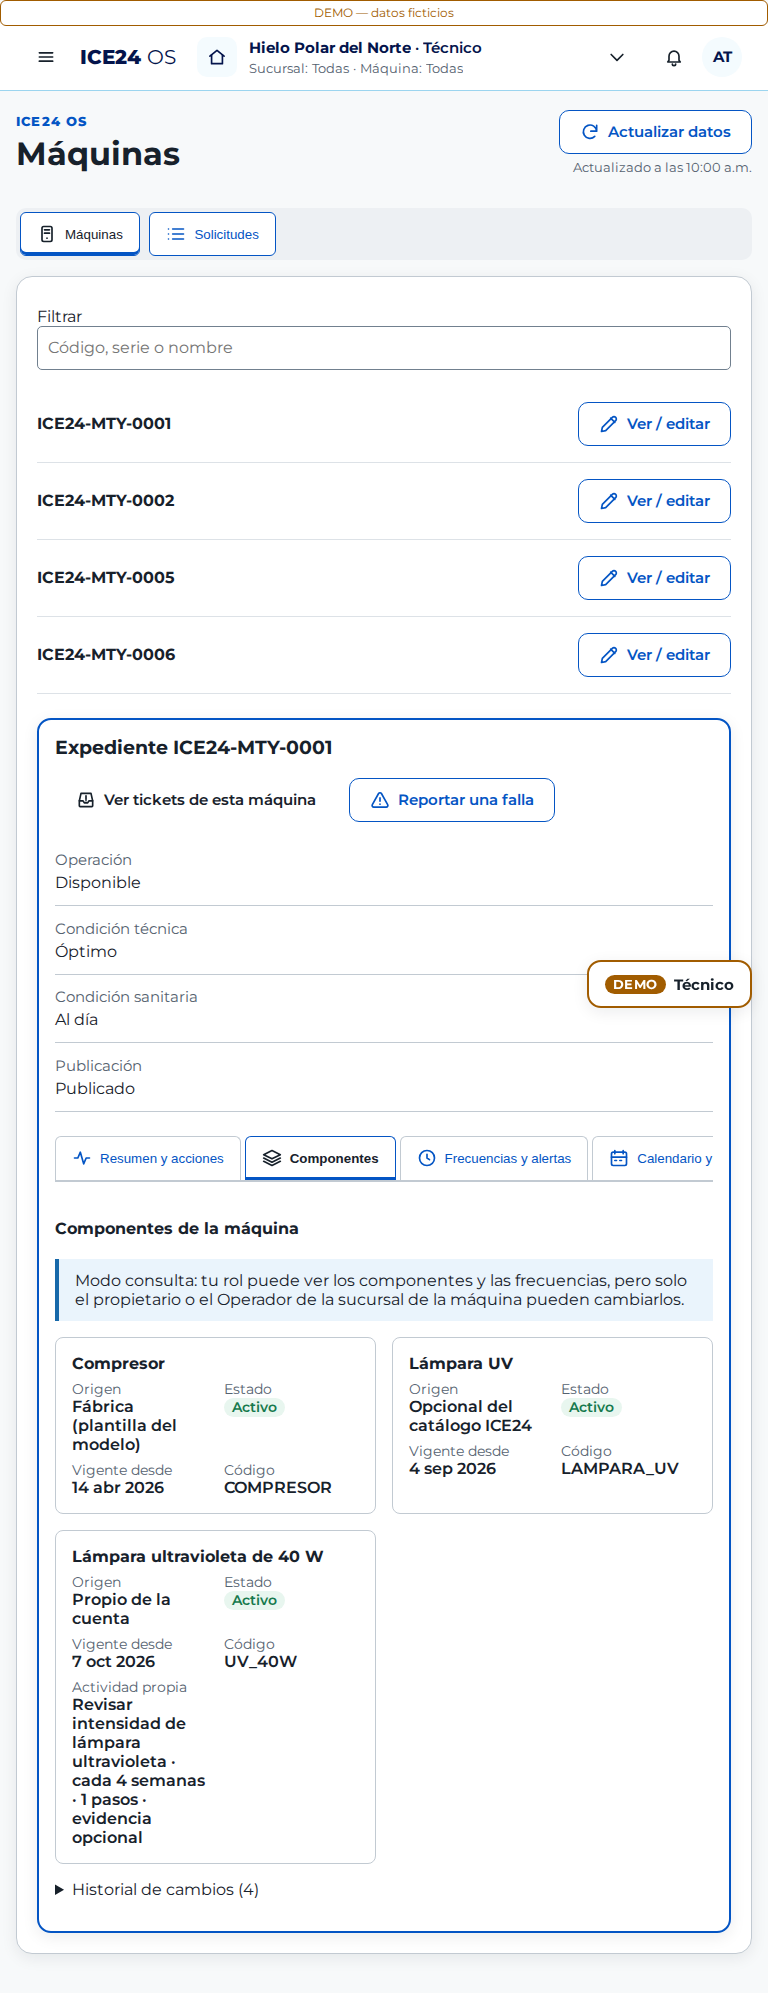 DEMO — datos ficticios
ICE24 OS
Hielo Polar del Norte · Técnico
Sucursal: Todas · Máquina: Todas
AT
ICE24 OS
Máquinas
Actualizar datos
Actualizado a las 10:00 a.m.
Máquinas
Solicitudes
Filtrar
Código, serie o nombre
ICE24-MTY-0001
Ver / editar
ICE24-MTY-0002
Ver / editar
ICE24-MTY-0005
Ver / editar
ICE24-MTY-0006
Ver / editar
Expediente ICE24-MTY-0001
Ver tickets de esta máquina
Reportar una falla
Operación
Disponible
Condición técnica
Óptimo
DEMO Técnico
Condición sanitaria
Al día
Publicación
Publicado
Resumen y acciones
Componentes
Frecuencias y alertas
Calendario y
Componentes de la máquina
Modo consulta: tu rol puede ver los componentes y las frecuencias, pero solo
el propietario o el Operador de la sucursal de la máquina pueden cambiarlos.
Compresor
Origen
Fábrica
(plantilla del
modelo)
Estado
Activo
Vigente desde
14 abr 2026
Código
COMPRESOR
Lámpara UV
Origen
Opcional del
catálogo ICE24
Estado
Activo
Vigente desde
4 sep 2026
Código
LAMPARA_UV
Lámpara ultravioleta de 40 W
Origen
Propio de la
cuenta
Estado
Activo
Vigente desde
7 oct 2026
Código
UV_40W
Actividad propia
Revisar
intensidad de
lámpara
ultravioleta ·
cada 4 semanas
· 1 pasos ·
evidencia
opcional
Historial de cambios (4)